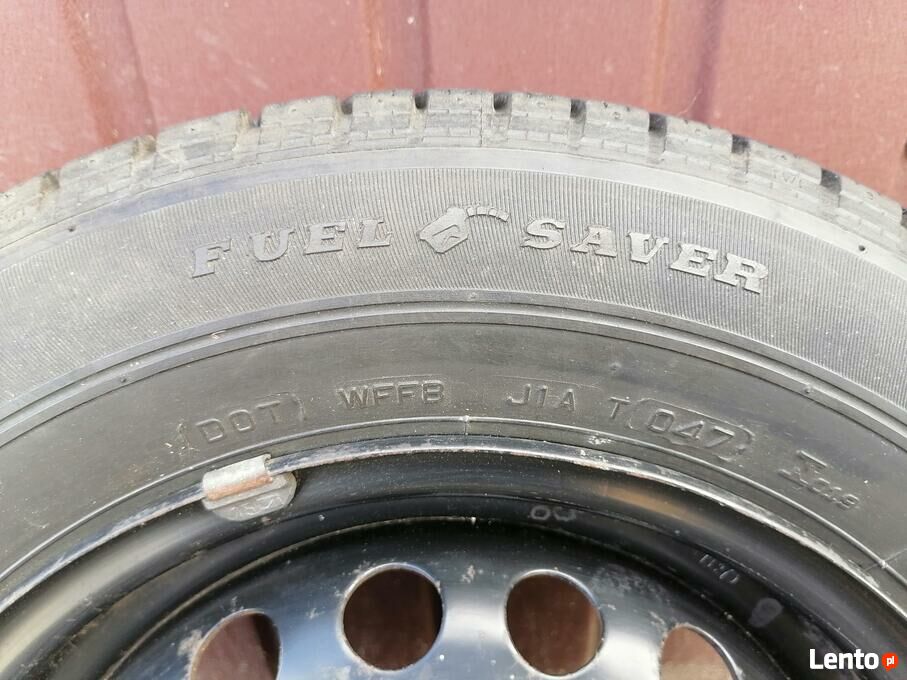 FUEL SAVER
DOT WFFB J1A T 047
Lento.pl